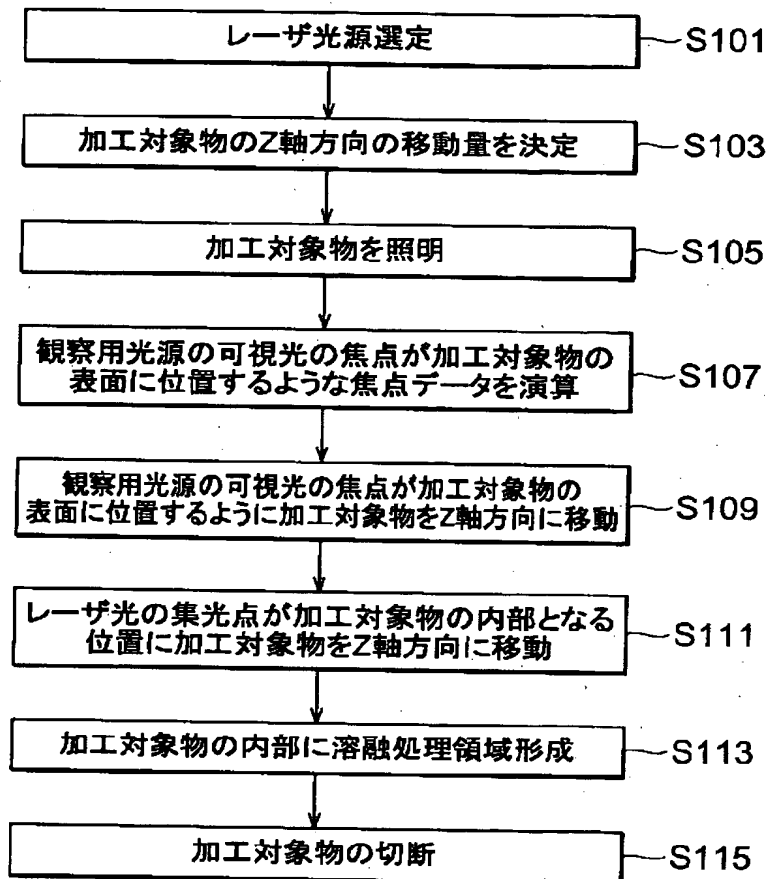 レーザ光源選定
S101
加工対象物のZ軸方向の移動量を決定
S103
加工対象物を照明
S105
観察用光源の可視光の焦点が加工対象物の
表面に位置するような焦点データを演算
S107
観察用光源の可視光の焦点が加工対象物の
表面に位置するように加工対象物をZ軸方向に移動
S109
レーザ光の集光点が加工対象物の内部となる
位置に加工対象物をZ軸方向に移動
S111
加工対象物の内部に溶融処理領域形成
S113
加工対象物の切断
S115